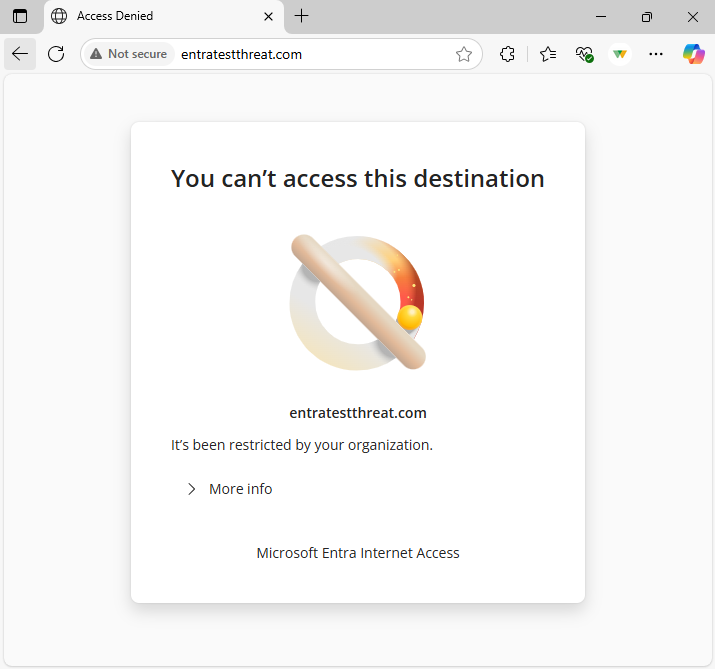 Access Denied
Not secure
entratestthreat.com
You can’t access this destination
entratestthreat.com
It’s been restricted by your organization.
More info
Microsoft Entra Internet Access